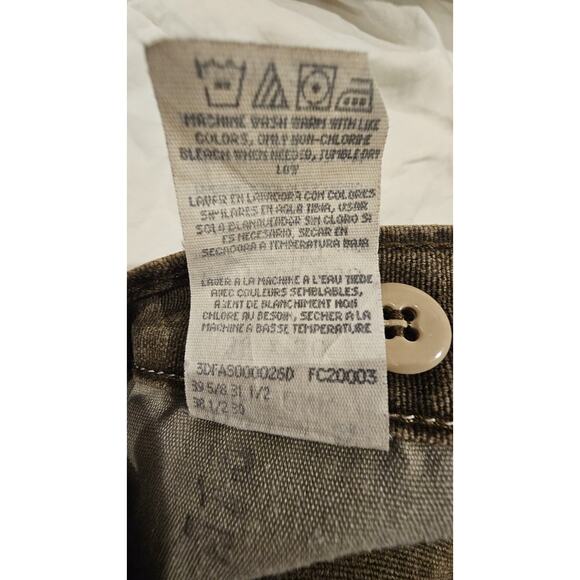 MACHINE WASH WARM WITH LIKE
COLORS, ONLY NON-CHLORINE
BLEACH WHEN NEEDED, TUMBLE DRY
LOW
LAVAR EN LAVADORA CON COLORES
SIMILARES EN AGUA TIBIA, USAR
SOLO BLANQUEADOR SIN CLORO SI
ES NECESARIO, SECAR EN
SECADORA A TEMPERATURA BAJA
LAVER A LA MACHINE A L'EAU TIEDE
AVEC COULEURS SEMBLABLES,
AJENT DE BLANCHIMENT NON
CHLORE AU BESOIN, SECHER A LA
MACHINE A BASSE TEMPERATURE
3DFAS000026D FC20003
39 5/8 31 1/2
38 1/2 30